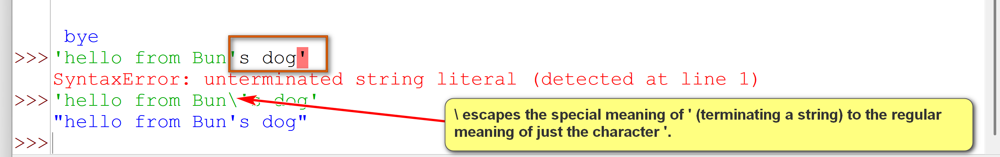 bye
>>> 'hello from Bun's dog'
SyntaxError: unterminated string literal (detected at line 1)
>>> 'hello from Bun\'s dog'
"hello from Bun's dog"
>>>
\ escapes the special meaning of ' (terminating a string) to the regular
meaning of just the character '.